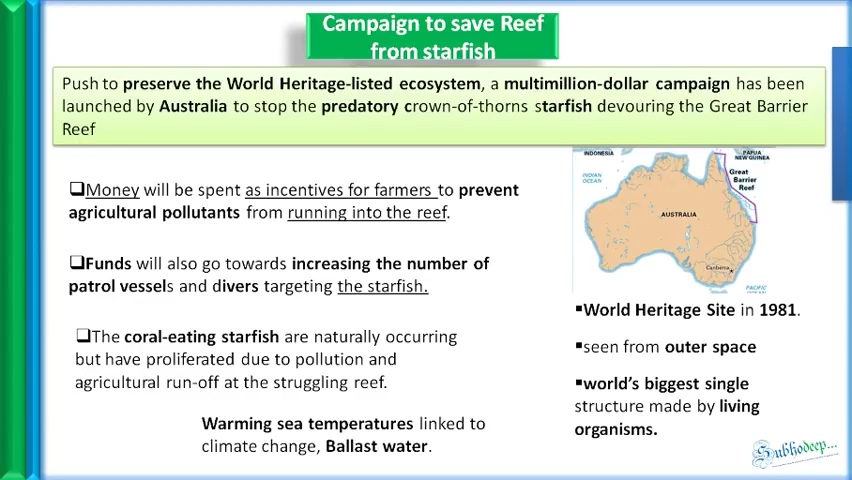 Campaign to save Reef
from starfish
Push to preserve the World Heritage-listed ecosystem, a multimillion-dollar campaign has been
launched by Australia to stop the predatory crown-of-thorns starfish devouring the Great Barrier
Reef
❑Money will be spent as incentives for farmers to prevent
agricultural pollutants from running into the reef.
❑Funds will also go towards increasing the number of
patrol vessels and divers targeting the starfish.
❑The coral-eating starfish are naturally occurring
but have proliferated due to pollution and
agricultural run-off at the struggling reef.
Warming sea temperatures linked to
climate change, Ballast water.
INDONESIA
PAPUA
NEW GUINEA
INDIAN
OCEAN
Great
Barrier
Reef
AUSTRALIA
Canberra
PACIFIC
▪World Heritage Site in 1981.
▪seen from outer space
▪world's biggest single
structure made by living
organisms.
Subhodeep...